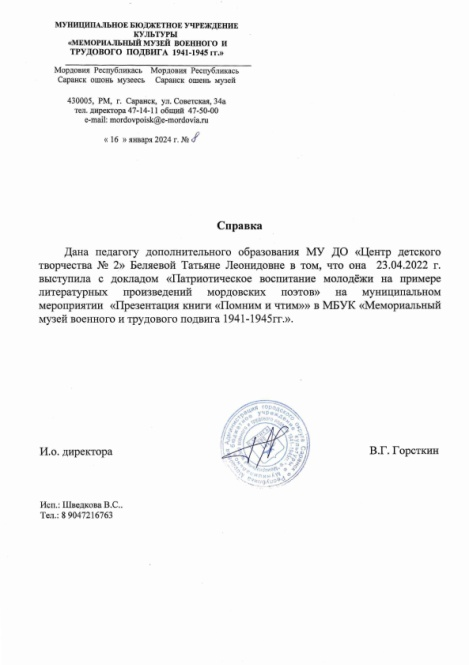 МУНИЦИПАЛЬНОЕ БЮДЖЕТНОЕ УЧРЕЖДЕНИЕ
КУЛЬТУРЫ
«МЕМОРИАЛЬНЫЙ МУЗЕЙ ВОЕННОГО И
ТРУДОВОГО ПОДВИГА 1941-1945 гг.»
Мордовия Республикась Мордовия Республикась
Саранск ошонь музеесь Саранск ошень музей
430005, РМ, г. Саранск, ул. Советская, 34а
тел. директора 47-14-11 общий 47-50-00
e-mail: mordovpoisk@e-mordovia.ru
« 16 » января 2024 г. № 8
Справка
Дана педагогу дополнительного образования МУ ДО «Центр детского
творчества № 2» Беляевой Татьяне Леонидовне в том, что она 23.04.2022 г.
выступила с докладом «Патриотическое воспитание молодёжи на примере
литературных произведений мордовских поэтов» на муниципальном
мероприятии «Презентация книги «Помним и чтим»» в МБУК «Мемориальный
музей военного и трудового подвига 1941-1945гг.».
И.о. директора
В.Г. Горсткин
Исп.: Шведкова В.С..
Тел.: 8 9047216763